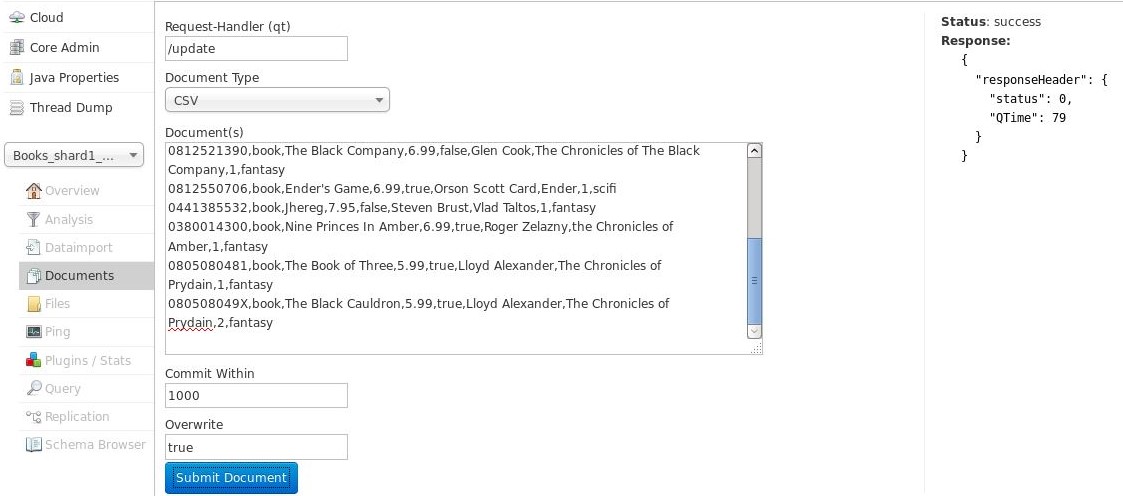 Cloud
Core Admin
Java Properties
Thread Dump
Books_shard1_...
Overview
Analysis
Dataimport
Documents
Files
Ping
Plugins / Stats
Query
Replication
Schema Browser
Request-Handler (qt)
/update
Document Type
CSV
Document(s)
0812521390,book,The Black Company,6.99,false,Glen Cook,The Chronicles of The Black
Company,1,fantasy
0812550706,book,Ender's Game,6.99,true,Orson Scott Card,Ender,1,scifi
0441385532,book,Jhereg,7.95,false,Steven Brust,Vlad Taltos,1,fantasy
0380014300,book,Nine Princes In Amber,6.99,true,Roger Zelazny,the Chronicles of
Amber,1,fantasy
0805080481,book,The Book of Three,5.99,true,Lloyd Alexander,The Chronicles of
Prydain,1,fantasy
080508049X,book,The Black Cauldron,5.99,true,Lloyd Alexander,The Chronicles of
Prydain,2,fantasy
Commit Within
1000
Overwrite
true
Submit Document
Status: success
Response:
{
"responseHeader": {
"status": 0,
"QTime": 79
}
}